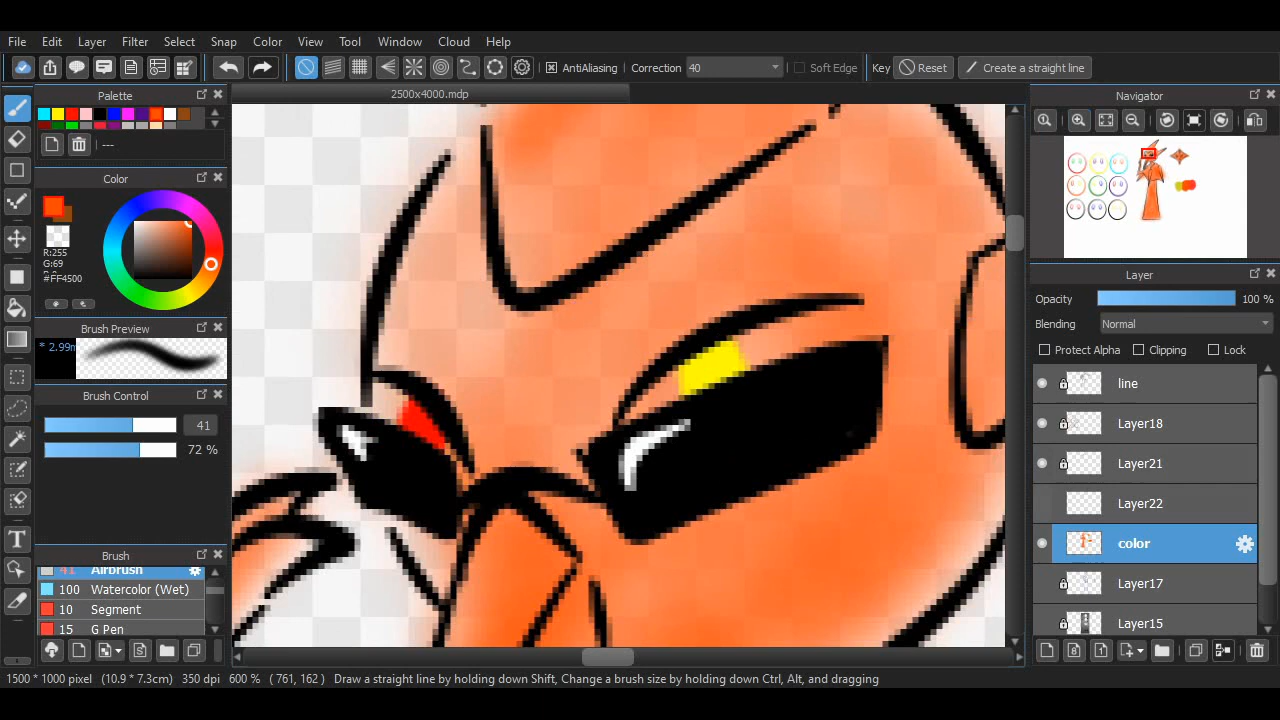 File Edit Layer Filter Select Snap Color View Tool Window Cloud Help
AntiAliasing Correction 40 Soft Edge Key Reset Create a straight line
Palette
2500x4000.mdp
Navigator
---
Color
R:255
G:69
#FF4500
Layer
Opacity 100 %
Blending Normal
Brush Preview
* 2.99m
Protect Alpha Clipping Lock
line
Brush Control
Layer18
41
72 %
Layer21
Layer22
color
Brush
41 Airbrush
100 Watercolor (Wet)
Layer17
10 Segment
15 G Pen
Layer15
1500 * 1000 pixel (10.9 * 7.3cm) 350 dpi 600 % ( 761, 162 ) Draw a straight line by holding down Shift, Change a brush size by holding down Ctrl, Alt, and dragging